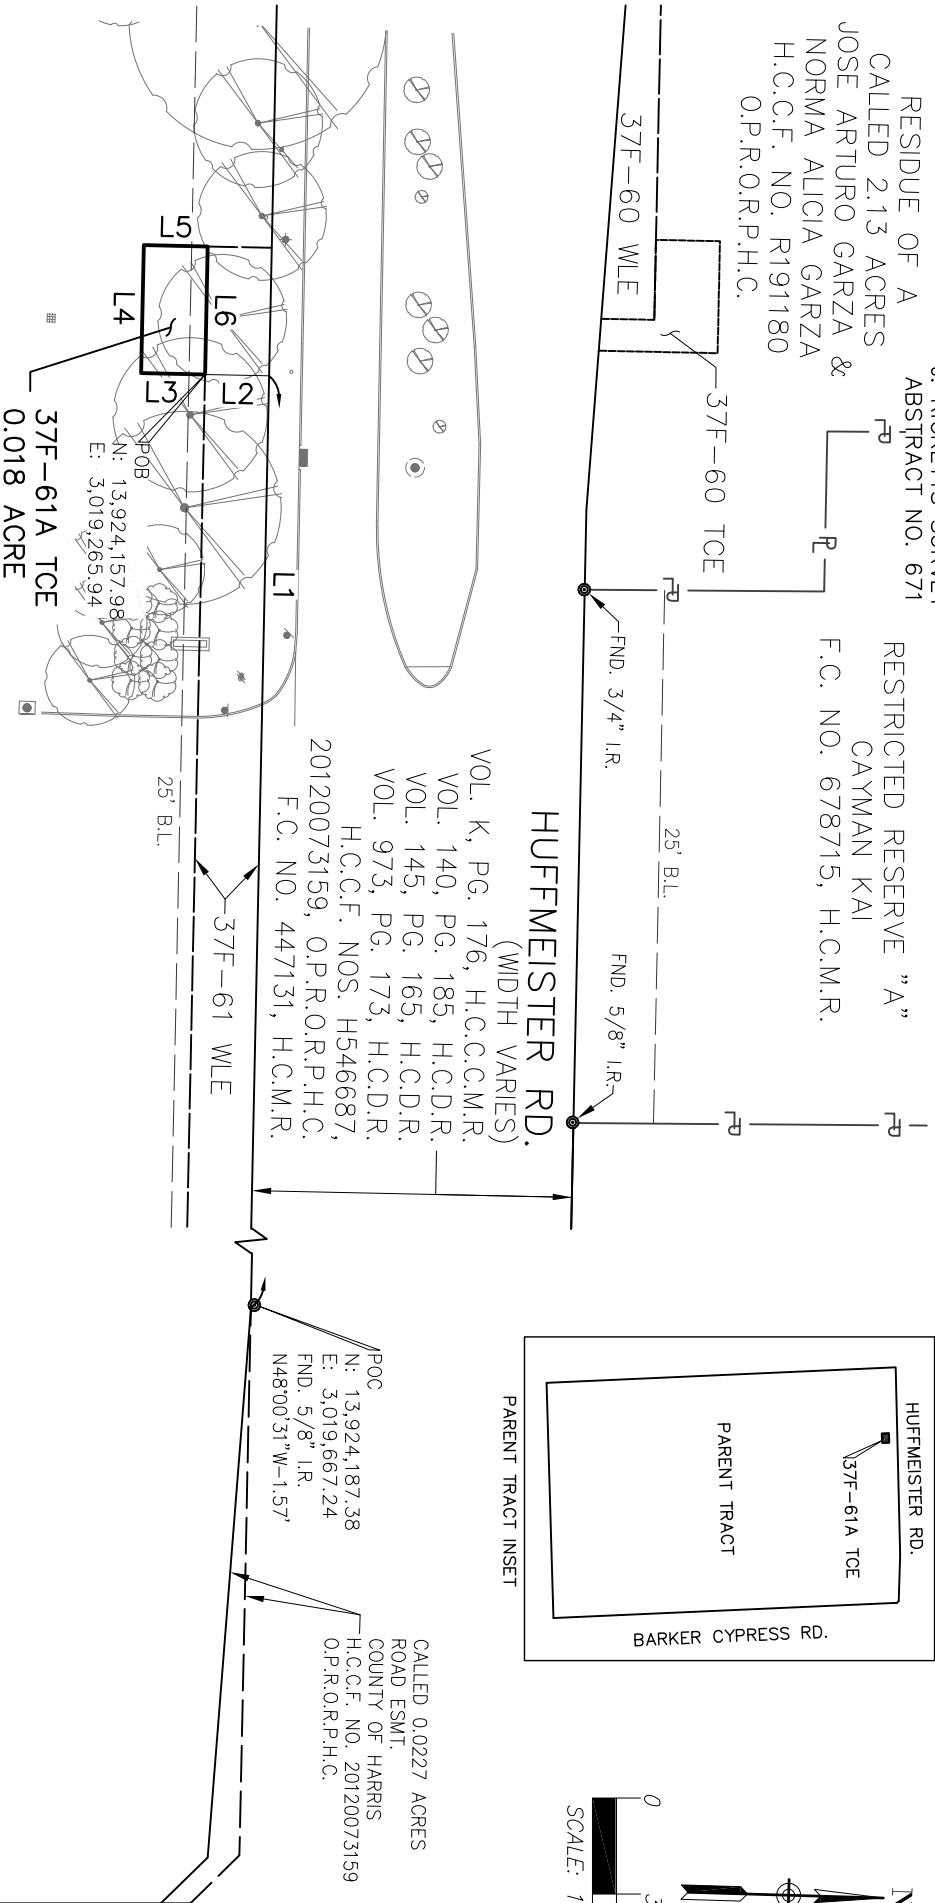 RESIDUE OF A
CALLED 2.13 ACRES
JOSE ARTURO GARZA &
NORMA ALICIA GARZA
H.C.C.F. NO. R191180
O.P.R.O.R.P.H.C.
ABSTRACT NO. 671
RESTRICTED RESERVE "A"
CAYMAN KAI
F.C. NO. 678715, H.C.M.R.
37F-60 WLE
37F-60 TCE
FND. 3/4" I.R.
25' B.L.
FND. 5/8" I.R.
HUFFMEISTER RD.
(WIDTH VARIES)
VOL. K, PG. 176, H.C.C.C.M.R.
VOL. 140, PG. 185, H.C.D.R.
VOL. 145, PG. 165, H.C.D.R.
VOL. 973, PG. 173, H.C.D.R.
H.C.C.F. NOS. H546687,
20120073159, O.P.R.O.R.P.H.C.
F.C. NO. 447131, H.C.M.R.
L1
L2
L3
L4
L5
L6
POB
N: 13,924,157.98
E: 3,019,265.94
37F-61A TCE
0.018 ACRE
25' B.L.
37F-61 WLE
POC
N: 13,924,187.38
E: 3,019,667.24
FND. 5/8" I.R.
N48°00'31"W-1.57'
CALLED 0.0227 ACRES
ROAD ESMT.
COUNTY OF HARRIS
H.C.C.F. NO. 20120073159
O.P.R.O.R.P.H.C.
HUFFMEISTER RD.
37F-61A TCE
PARENT TRACT
BARKER CYPRESS RD.
PARENT TRACT INSET
0
SCALE: 1
N
PL
PL
PL
PL
PL